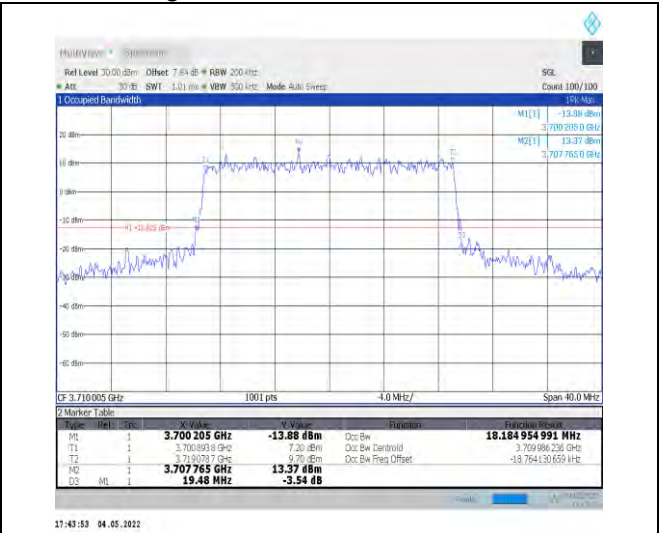 MultiView Spectrum
Ref Level 30.00 dBm Offset 7.64 dB RBW 200 kHz SGL
Att 30 dB SWT 1.01 ms VBW 500 kHz Mode Auto Sweep Count 100/100
1 Occupied Bandwidth 1Pk Max
M1[1] -13.88 dBm
3.700 205 0 GHz
20 dBm M2[1] 13.37 dBm
3.707 765 0 GHz
M2
T1
T2
10 dBm
0 dBm
-10 dBm
-20 dBm
-30 dBm
-40 dBm
-50 dBm
-60 dBm
CF 3.710 005 GHz 1001 pts 4.0 MHz/ Span 40.0 MHz
2 Marker Table
Type Ref Trc X-Value Y-Value Function Function Result
M1 1 3.700 205 GHz -13.88 dBm Occ Bw 18.184 954 991 MHz
T1 1 3.700 893 8 GHz 7.20 dBm Occ Bw Centroid 3.709 986 236 GHz
T2 1 3.719 078 7 GHz 9.70 dBm Occ Bw Freq Offset -18.764 130 659 kHz
M2 1 3.707 765 GHz 13.37 dBm
D3 M1 1 19.48 MHz -3.54 dB
17:43:53 04.05.2022